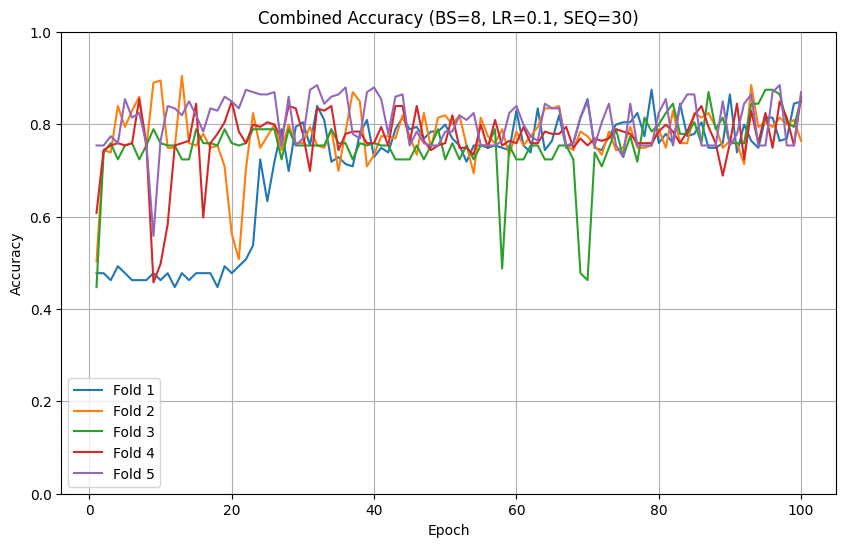 Combined Accuracy (BS=8, LR=0.1, SEQ=30)
Accuracy
1.0
0.8
0.6
0.4
0.2
0.0
Fold 1
Fold 2
Fold 3
Fold 4
Fold 5
0 20 40 60 80 100
Epoch